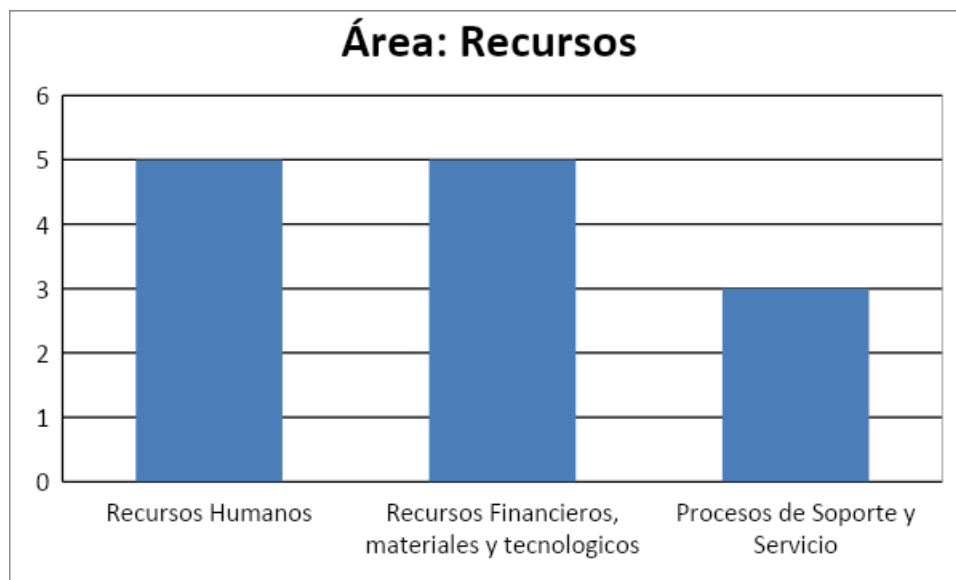 Área: Recursos
6
5
4
3
2
1
0
Recursos Humanos
Recursos Financieros,
materiales y tecnologicos
Procesos de Soporte y
Servicio